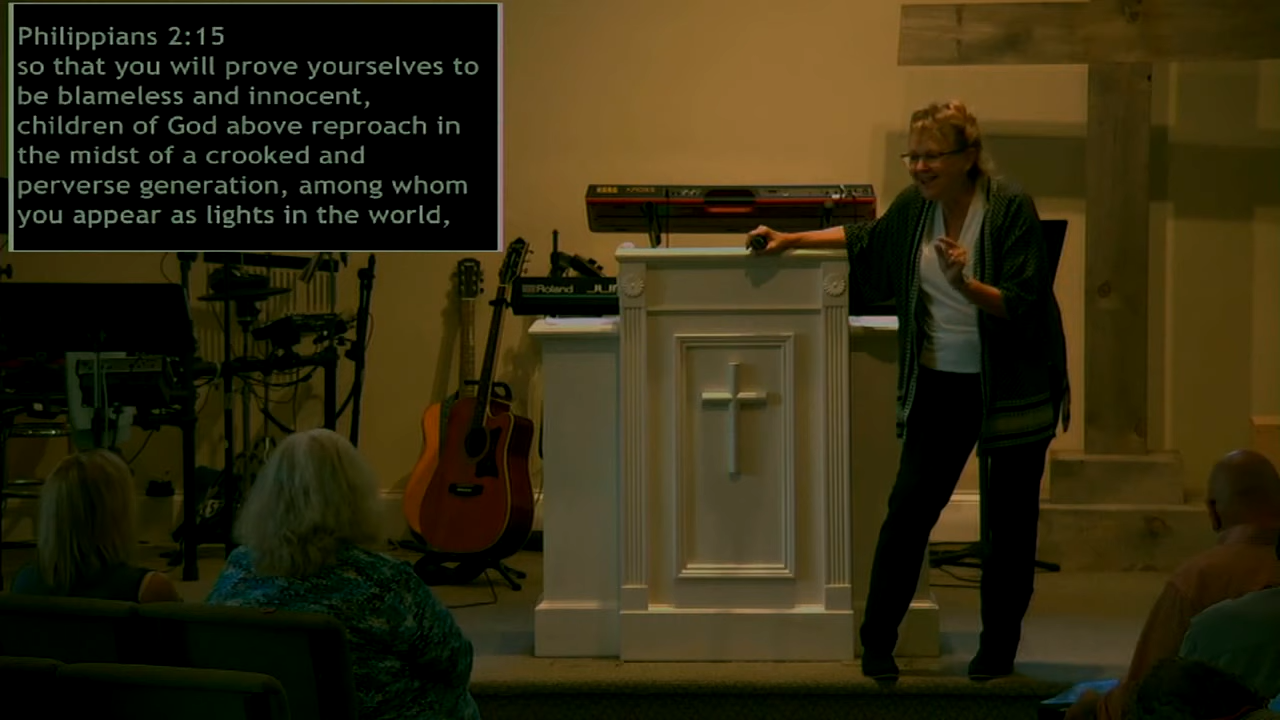 Philippians 2:15
so that you will prove yourselves to
be blameless and innocent,
children of God above reproach in
the midst of a crooked and
perverse generation, among whom
you appear as lights in the world,
KORG
Roland